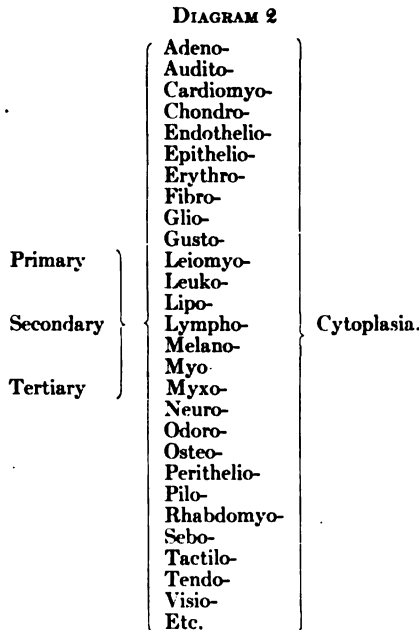 DIAGRAM 2
Adeno-
Audito-
Cardiomyo-
Chondro-
Endothelio-
Epithelio-
Erythro-
Fibro-
Glio-
Gusto-
Primary Leiomyo-
Leuko-
Lipo-
Secondary Lympho- Cytoplasia.
Melano-
Myo-
Tertiary Myxo-
Neuro-
Odoro-
Osteo-
Perithelio-
Pilo-
Rhabdomyo-
Sebo-
Tactilo-
Tendo-
Visio-
Etc.